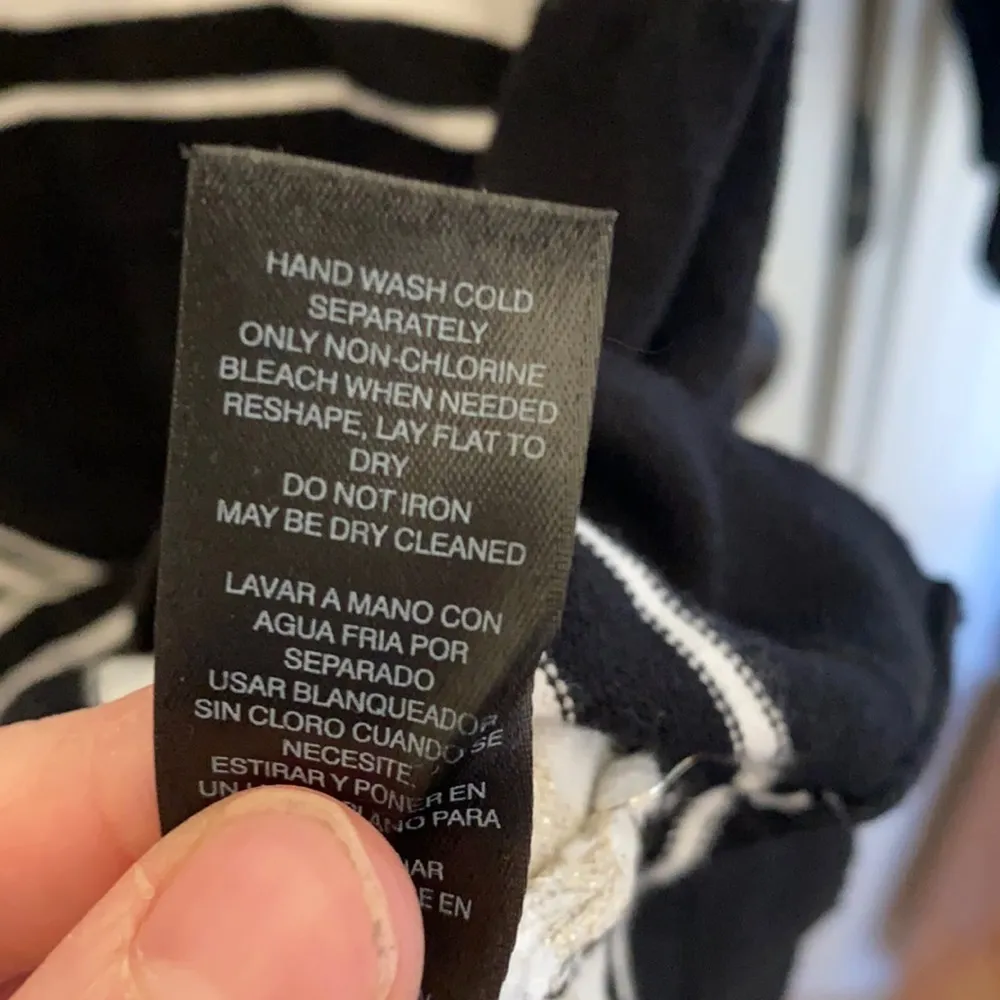 HAND WASH COLD
SEPARATELY
ONLY NON-CHLORINE
BLEACH WHEN NEEDED
RESHAPE, LAY FLAT TO
DRY
DO NOT IRON
MAY BE DRY CLEANED
LAVAR A MANO CON
AGUA FRIA POR
SEPARADO
USAR BLANQUEADOR
SIN CLORO CUANDO SE
NECESITE
ESTIRAR Y PONER EN
UN PARA
EN